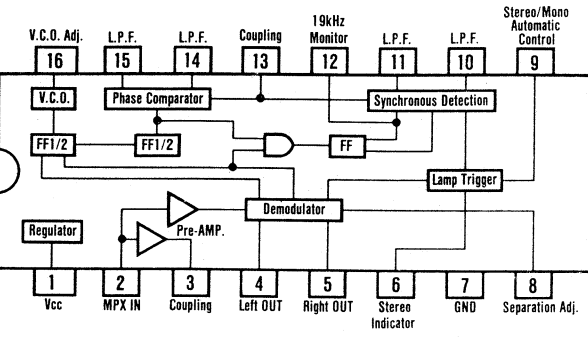 Stereo/Mono
Automatic
Control
19kHz
Monitor
V.C.O. Adj.
L.P.F.
L.P.F.
Coupling
L.P.F.
L.P.F.
16
15
14
13
12
11
10
9
V.C.O.
Phase Comparator
Synchronous Detection
FF1/2
FF1/2
FF
Lamp Trigger
Demodulator
Pre-AMP.
Regulator
1
2
3
4
5
6
7
8
Vcc
MPX IN
Coupling
Left OUT
Right OUT
Stereo
Indicator
GND
Separation Adj.